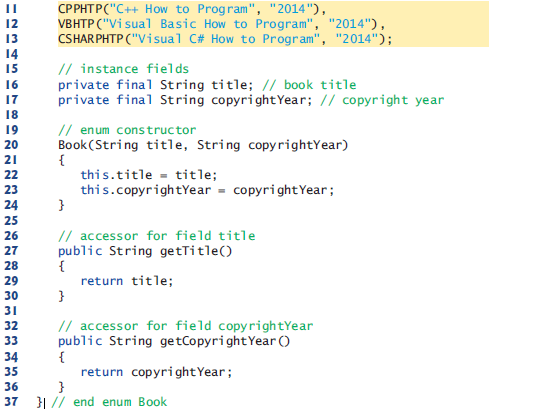 11 CPPHTP("C++ How to Program", "2014"),
12 VBHTP("Visual Basic How to Program", "2014"),
13 CSHARPHTP("Visual C# How to Program", "2014");
14
15 // instance fields
16 private final String title; // book title
17 private final String copyrightYear; // copyright year
18
19 // enum constructor
20 Book(String title, String copyrightYear)
21 {
22 this.title = title;
23 this.copyrightYear = copyrightYear;
24 }
25
26 // accessor for field title
27 public String getTitle()
28 {
29 return title;
30 }
31
32 // accessor for field copyrightYear
33 public String getCopyrightYear()
34 {
35 return copyrightYear;
36 }
37 } // end enum Book